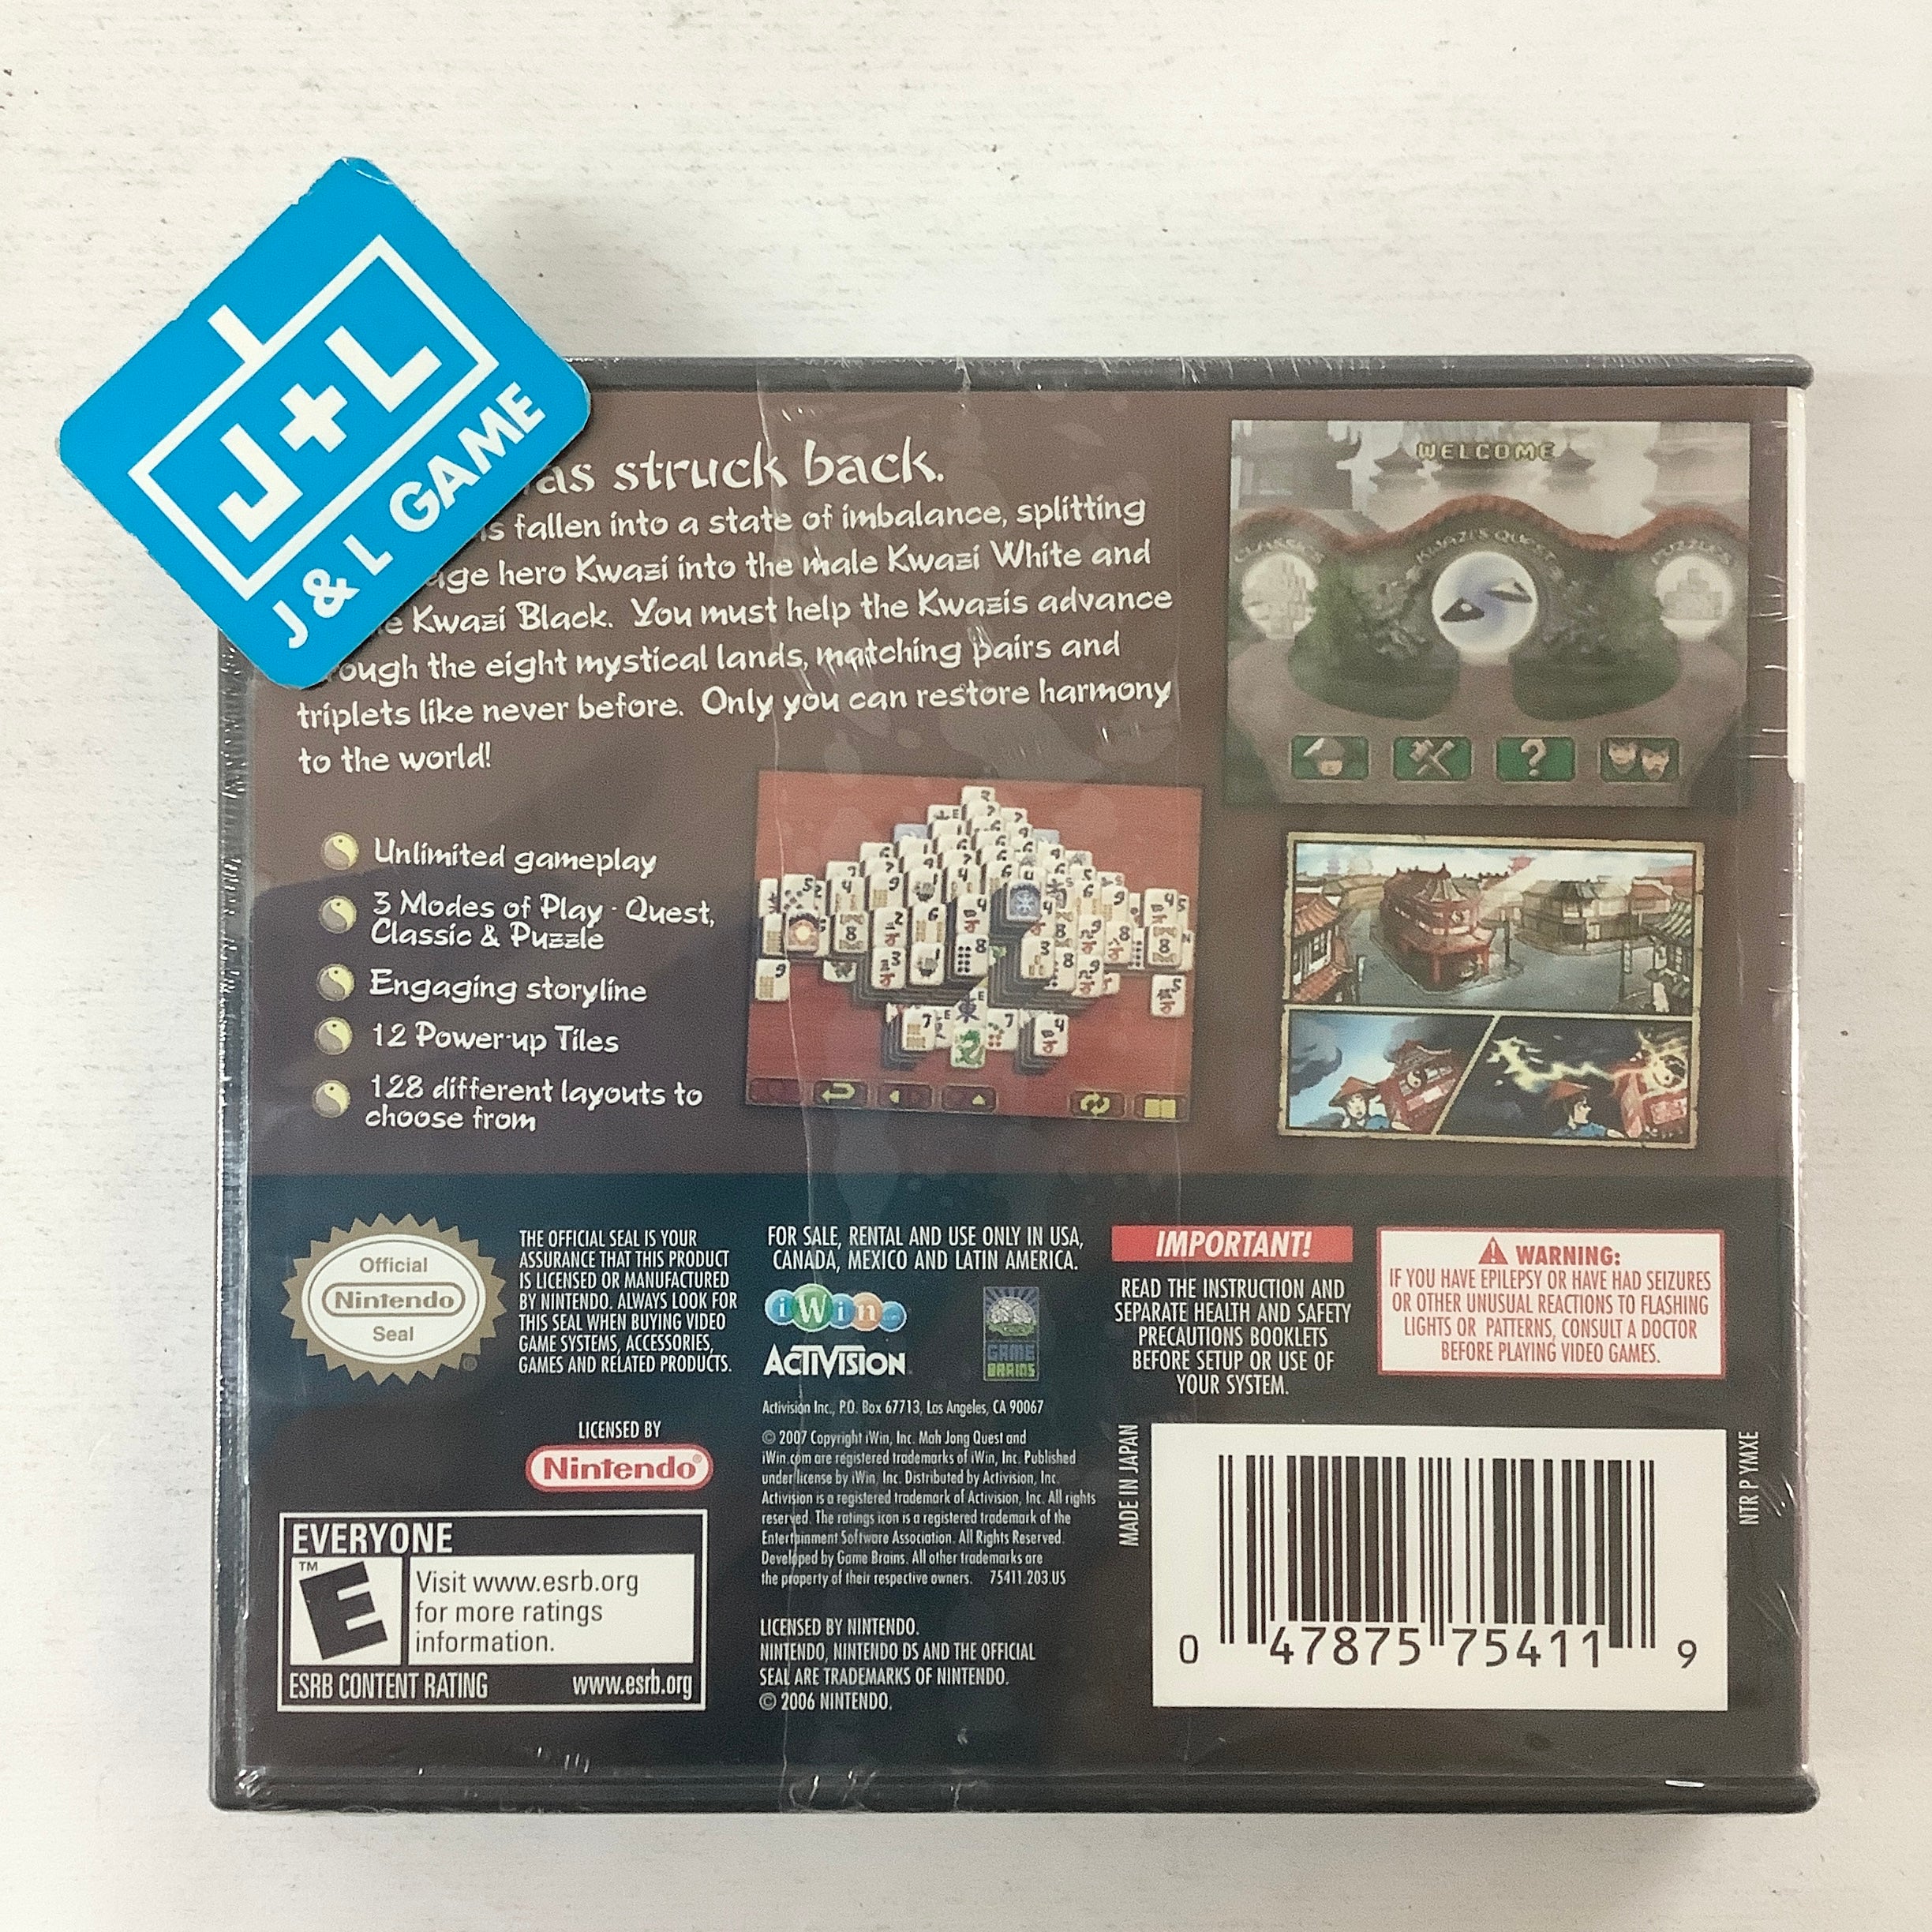 J+L
J & L GAME
as struck back.
fallen into a state of imbalance, splitting
hero Kwazi into the male Kwazi White and
Kwazi Black. You must help the Kwazis advance
the eight mystical lands, matching pairs and
triplets like never before. Only you can restore harmony
to the world!
Unlimited gameplay
3 Modes of Play - Quest,
Classic & Puzzle
Engaging storyline
12 Power-up Tiles
128 different layouts to
choose from
WELCOME
CLASSICS
KWAZI'S QUEST
PUZZLES
Official
Nintendo
Seal
THE OFFICIAL SEAL IS YOUR
ASSURANCE THAT THIS PRODUCT
IS LICENSED OR MANUFACTURED
BY NINTENDO. ALWAYS LOOK FOR
THIS SEAL WHEN BUYING VIDEO
GAME SYSTEMS, ACCESSORIES,
GAMES AND RELATED PRODUCTS.
LICENSED BY
Nintendo®
EVERYONE
™
E
Visit www.esrb.org
for more ratings
information.
ESRB CONTENT RATING www.esrb.org
FOR SALE, RENTAL AND USE ONLY IN USA,
CANADA, MEXICO AND LATIN AMERICA.
iWin.com
GAME
BRAINS
ACTIVISION
Activision Inc., P.O. Box 67713, Los Angeles, CA 90067
© 2007 Copyright iWin, Inc. Mah Jong Quest and
iWin.com are registered trademarks of iWin, Inc. Published
under license by iWin, Inc. Distributed by Activision, Inc.
Activision is a registered trademark of Activision, Inc. All rights
reserved. The ratings icon is a registered trademark of the
Entertainment Software Association. All Rights Reserved.
Developed by Game Brains. All other trademarks are
the property of their respective owners. 75411.203.US
LICENSED BY NINTENDO.
NINTENDO, NINTENDO DS AND THE OFFICIAL
SEAL ARE TRADEMARKS OF NINTENDO.
© 2006 NINTENDO.
IMPORTANT!
READ THE INSTRUCTION AND
SEPARATE HEALTH AND SAFETY
PRECAUTIONS BOOKLETS
BEFORE SETUP OR USE OF
YOUR SYSTEM.
WARNING:
IF YOU HAVE EPILEPSY OR HAVE HAD SEIZURES
OR OTHER UNUSUAL REACTIONS TO FLASHING
LIGHTS OR PATTERNS, CONSULT A DOCTOR
BEFORE PLAYING VIDEO GAMES.
MADE IN JAPAN
0 47875 75411 9
NTR P YMXE